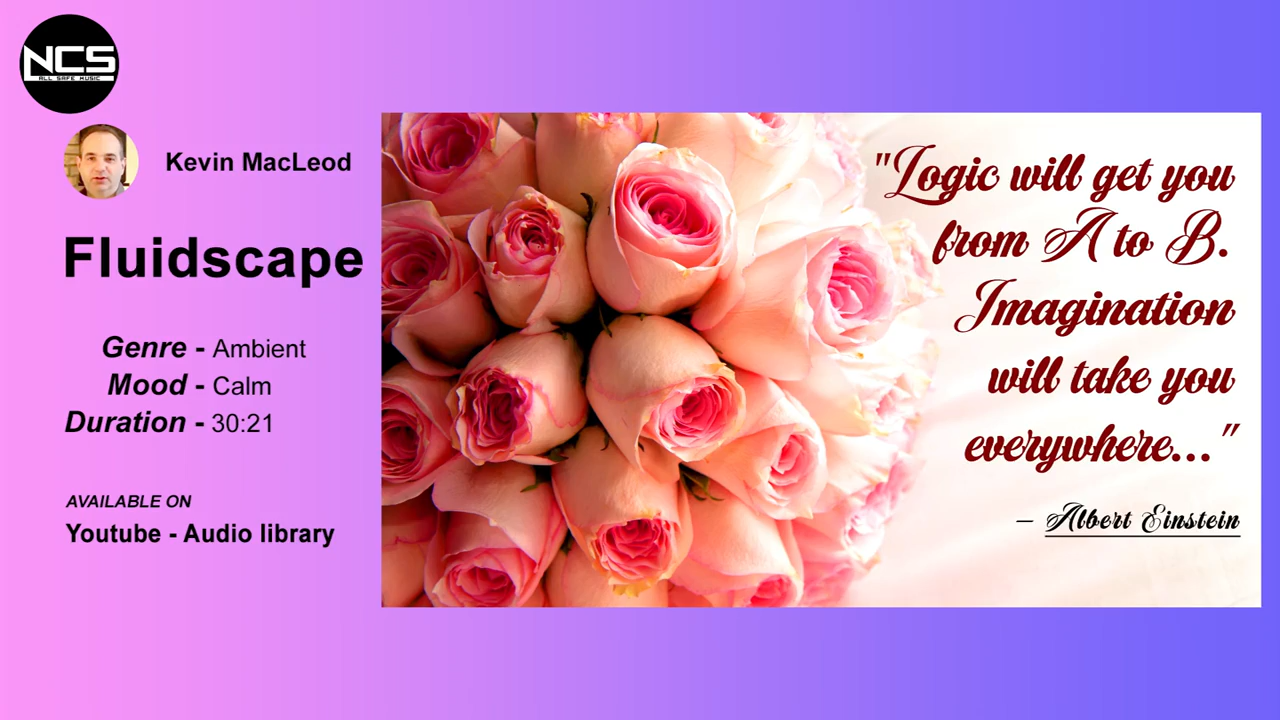 NCS
ALL SAFE MUSIC
Kevin MacLeod
Fluidscape
Genre - Ambient
Mood - Calm
Duration - 30:21
AVAILABLE ON
Youtube - Audio library
"Logic will get you
from A to B.
Imagination
will take you
everywhere..."
– Albert Einstein